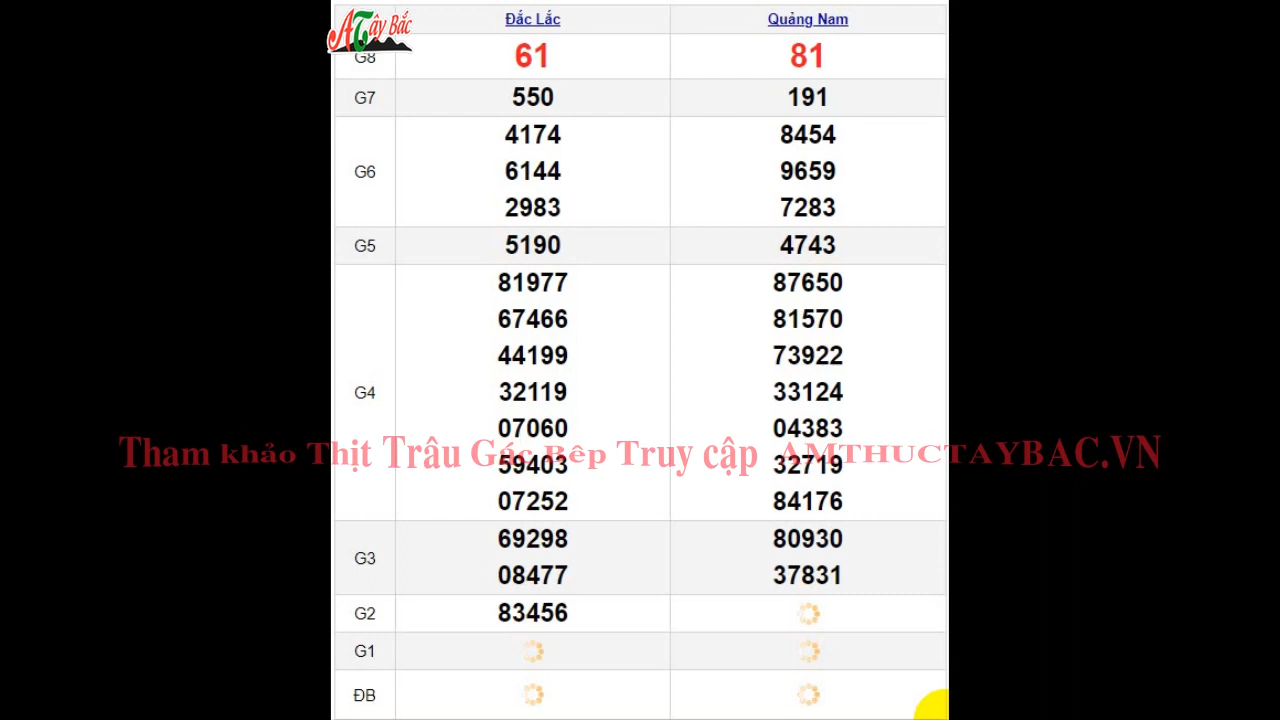 ATây Bắc
Đắc Lắc Quảng Nam
G8 61 81
G7 550 191
4174 8454
G6 6144 9659
2983 7283
G5 5190 4743
81977 87650
67466 81570
44199 73922
G4 32119 33124
07060 04383
Tham khảo Thịt Trâu Gác Bếp Truy cập AMTHUCTAYBAC.VN
59403 32719
07252 84176
69298 80930
G3 08477 37831
G2 83456
G1
ĐB